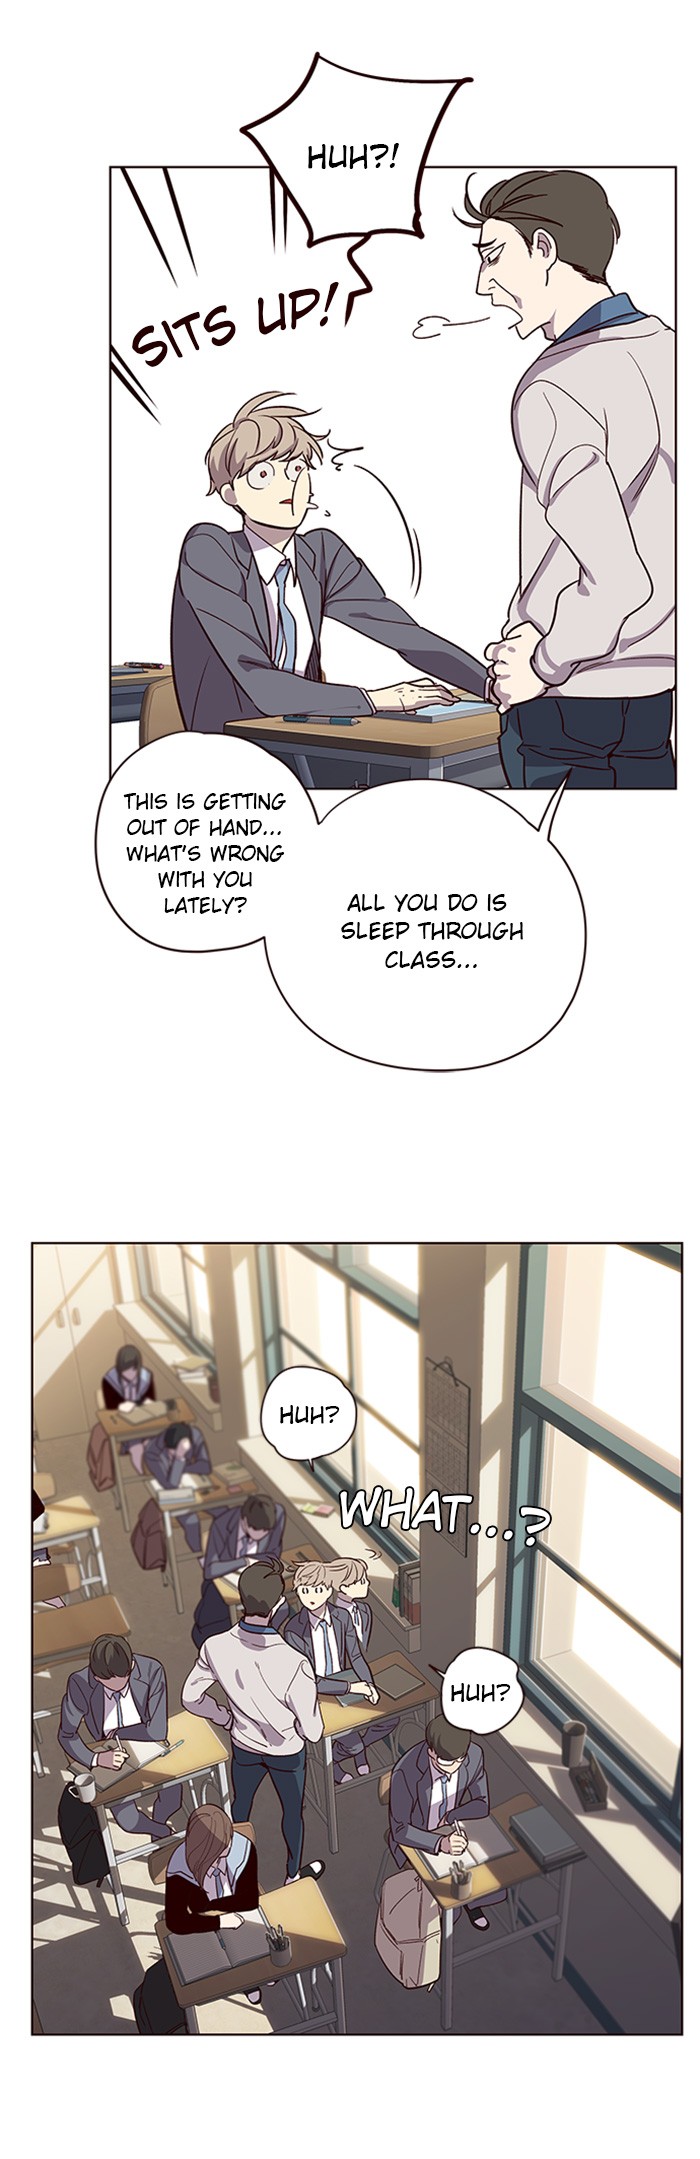 HUH?!
SITS UP!
THIS IS GETTING
OUT OF HAND...
WHAT'S WRONG
WITH YOU
LATELY?
ALL YOU DO IS
SLEEP THROUGH
CLASS...
HUH?
WHAT...?
HUH?